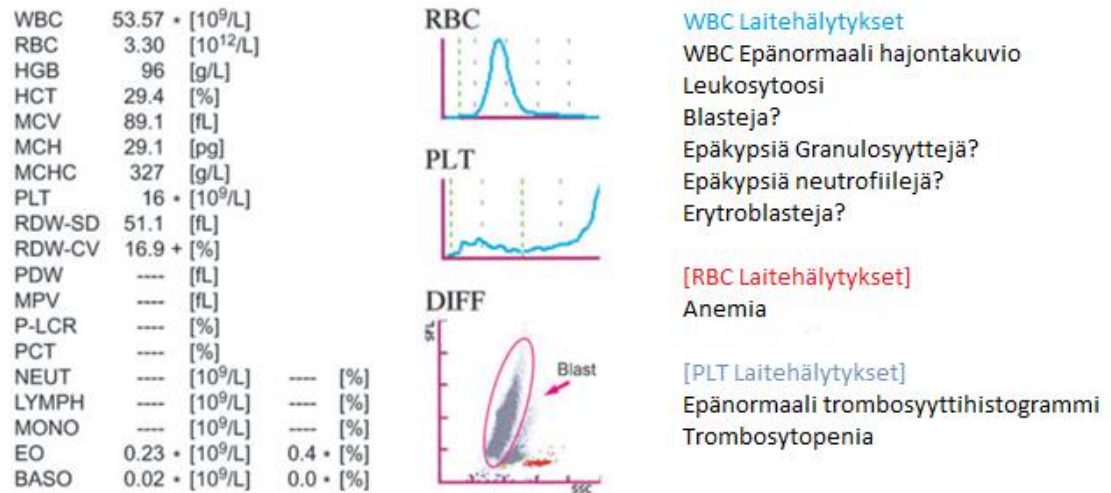 WBC 53.57 * [10⁹/L]
RBC 3.30 [10¹²/L]
HGB 96 [g/L]
HCT 29.4 [%]
MCV 89.1 [fL]
MCH 29.1 [pg]
MCHC 327 [g/L]
PLT 16 * [10⁹/L]
RDW-SD 51.1 [fL]
RDW-CV 16.9 + [%]
PDW ---- [fL]
MPV ---- [fL]
P-LCR ---- [%]
PCT ---- [%]
NEUT ---- [10⁹/L] ---- [%]
LYMPH ---- [10⁹/L] ---- [%]
MONO ---- [10⁹/L] ---- [%]
EO 0.23 * [10⁹/L] 0.4 * [%]
BASO 0.02 * [10⁹/L] 0.0 * [%]
RBC
PLT
DIFF
SFL
Blast
SSC
WBC Laitehälytykset
WBC Epänormaali hajontakuvio
Leukosytoosi
Blasteja?
Epäkypsiä Granulosyyttejä?
Epäkypsiä neutrofiilejä?
Erytroblasteja?
[RBC Laitehälytykset]
Anemia
[PLT Laitehälytykset]
Epänormaali trombosyyttihistogrammi
Trombosytopenia